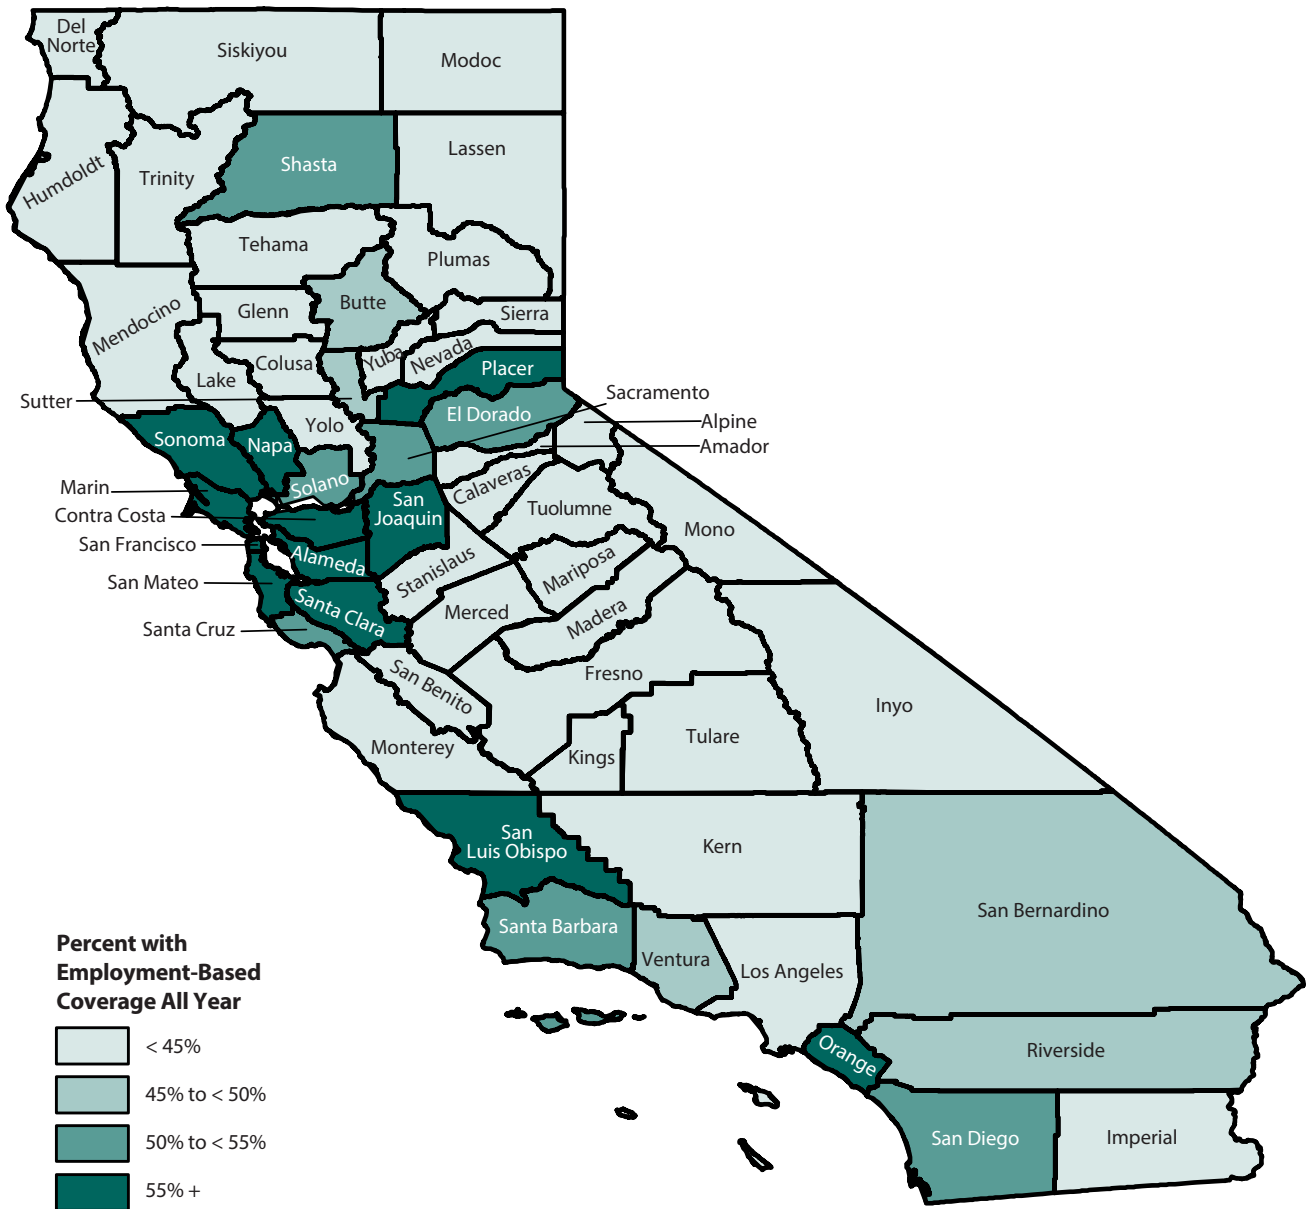 Del
Norte
Siskiyou
Modoc
Humdoldt
Trinity
Shasta
Lassen
Tehama
Plumas
Mendocino
Glenn
Butte
Sierra
Lake
Colusa
Yuba
Nevada
Placer
Sutter
Sacramento
Yolo
El Dorado
Alpine
Sonoma
Napa
Amador
Marin
Solano
Calaveras
Contra Costa
San
Joaquin
Tuolumne
Mono
San Francisco
Alameda
Stanislaus
Mariposa
San Mateo
Santa Clara
Merced
Madera
Santa Cruz
San Benito
Fresno
Inyo
Monterey
Kings
Tulare
San
Luis Obispo
Kern
San Bernardino
Santa Barbara
Ventura
Los Angeles
Orange
Riverside
San Diego
Imperial
Percent with
Employment-Based
Coverage All Year
< 45%
45% to < 50%
50% to < 55%
55% +